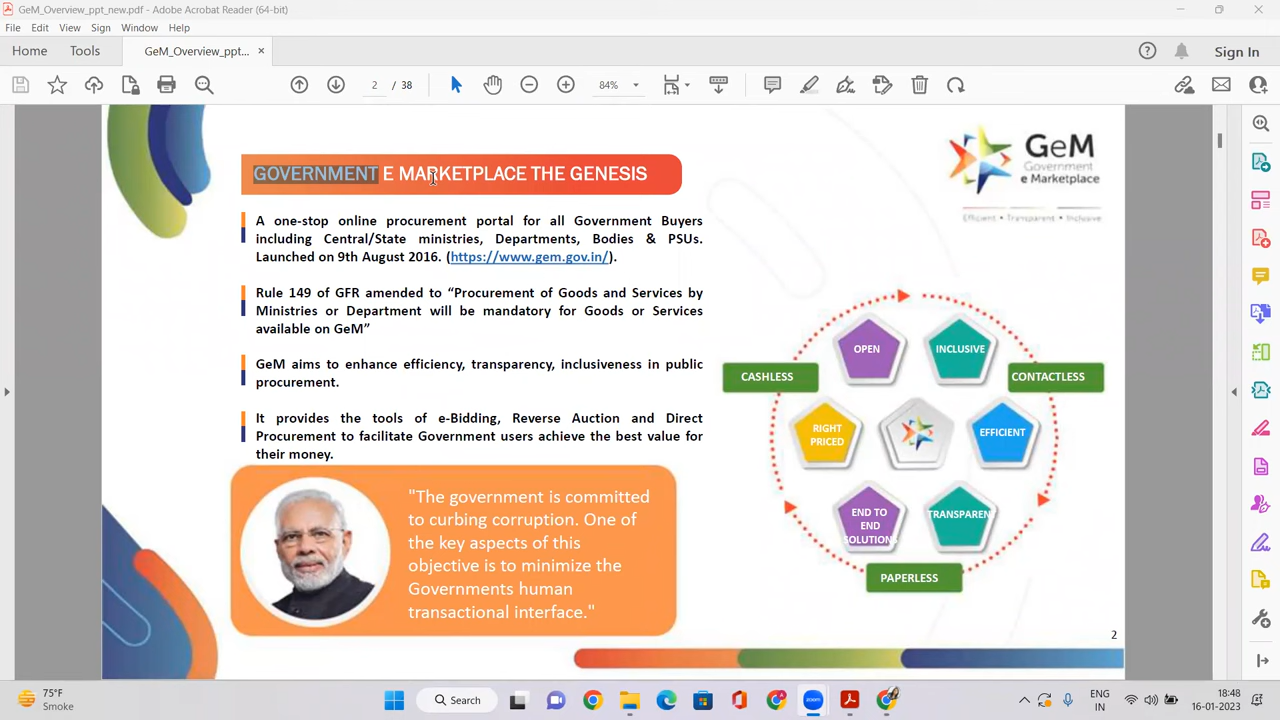 GeM_Overview_ppt_new.pdf - Adobe Acrobat Reader (64-bit)
File Edit View Sign Window Help
Home Tools GeM_Overview_ppt... × Sign In
2 / 38 84%
GOVERNMENT E MARKETPLACE THE GENESIS
GeM
Government
e Marketplace
Efficient • Transparent • Inclusive
A one-stop online procurement portal for all Government Buyers
including Central/State ministries, Departments, Bodies & PSUs.
Launched on 9th August 2016. (https://www.gem.gov.in/).
Rule 149 of GFR amended to “Procurement of Goods and Services by
Ministries or Department will be mandatory for Goods or Services
available on GeM”
GeM aims to enhance efficiency, transparency, inclusiveness in public
procurement.
It provides the tools of e-Bidding, Reverse Auction and Direct
Procurement to facilitate Government users achieve the best value for
their money.
"The government is committed
to curbing corruption. One of
the key aspects of this
objective is to minimize the
Governments human
transactional interface."
OPEN
INCLUSIVE
CASHLESS
CONTACTLESS
RIGHT
PRICED
EFFICIENT
END TO
END
SOLUTIONS
TRANSPARENT
PAPERLESS
2
75°F
Smoke
Search
zoom
ENG
IN
18:48
16-01-2023